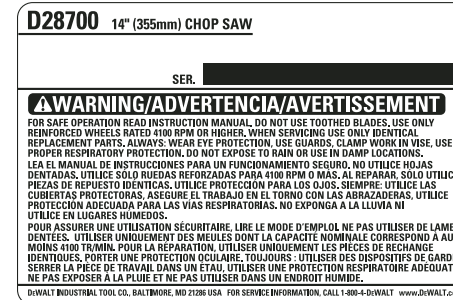 D28700 14" (355mm) CHOP SAW
SER.
WARNING/ADVERTENCIA/AVERTISSEMENT
FOR SAFE OPERATION READ INSTRUCTION MANUAL. DO NOT USE TOOTHED BLADES. USE ONLY
REINFORCED WHEELS RATED 4100 RPM OR HIGHER. WHEN SERVICING USE ONLY IDENTICAL
REPLACEMENT PARTS. ALWAYS: WEAR EYE PROTECTION, USE GUARDS, CLAMP WORK IN VISE, USE
PROPER RESPIRATORY PROTECTION. DO NOT EXPOSE TO RAIN OR USE IN DAMP LOCATIONS.
LEA EL MANUAL DE INSTRUCCIONES PARA UN FUNCIONAMIENTO SEGURO. NO UTILICE HOJAS
DENTADAS. UTILICE SÓLO RUEDAS REFORZADAS PARA 4100 RPM O MÁS. AL REPARAR, SÓLO UTILIC
PIEZAS DE REPUESTO IDÉNTICAS. UTILICE PROTECCIÓN PARA LOS OJOS. SIEMPRE: UTILICE LAS
CUBIERTAS PROTECTORAS, ASEGURE EL TRABAJO EN EL TORNO CON LAS ABRAZADERAS, UTILICE
PROTECCIÓN ADECUADA PARA LAS VÍAS RESPIRATORIAS. NO EXPONGA A LA LLUVIA NI
UTILICE EN LUGARES HÚMEDOS.
POUR ASSURER UNE UTILISATION SÉCURITAIRE, LIRE LE MODE D'EMPLOI. NE PAS UTILISER DE LAME
DENTÉES. UTILISER UNIQUEMENT DES MEULES DONT LA CAPACITÉ NOMINALE CORRESPOND À AU
MOINS 4100 TR/MIN. POUR LA RÉPARATION, UTILISER UNIQUEMENT LES PIÈCES DE RECHANGE
IDENTIQUES. PORTER UNE PROTECTION OCULAIRE. TOUJOURS : UTILISER DES DISPOSITIFS DE GARD
SERRER LA PIÈCE DE TRAVAIL DANS UN ÉTAU, UTILISER UNE PROTECTION RESPIRATOIRE ADÉQUAT
NE PAS EXPOSER À LA PLUIE ET NE PAS UTILISER DANS UN ENDROIT HUMIDE.
DEWALT INDUSTRIAL TOOL CO., BALTIMORE, MD 21286 USA FOR SERVICE INFORMATION, CALL 1-800-4-DEWALT www.DEWALT.c